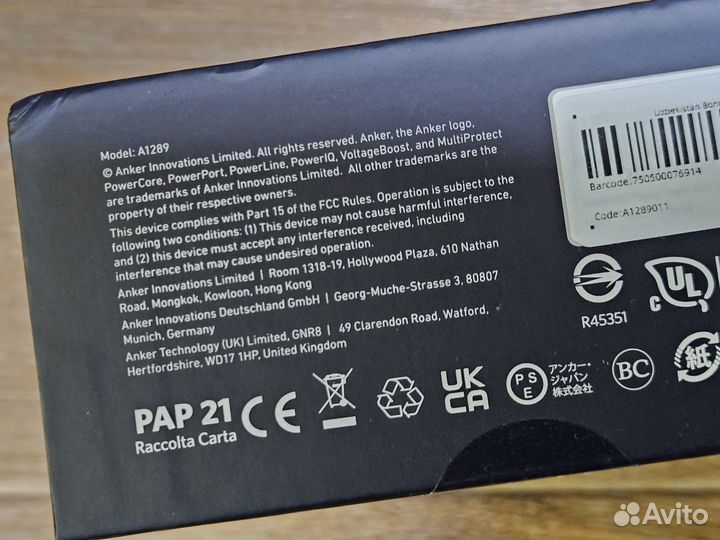 Model: A1289
© Anker Innovations Limited. All rights reserved. Anker, the Anker logo,
PowerCore, PowerPort, PowerLine, PowerIQ, VoltageBoost, and MultiProtect
are trademarks of Anker Innovations Limited. All other trademarks are the
property of their respective owners.
This device complies with Part 15 of the FCC Rules. Operation is subject to the
following two conditions: (1) This device may not cause harmful interference,
and (2) this device must accept any interference received, including
interference that may cause undesired operation.
Anker Innovations Limited | Room 1318-19, Hollywood Plaza, 610 Nathan
Road, Mongkok, Kowloon, Hong Kong
Anker Innovations Deutschland GmbH | Georg-Muche-Strasse 3, 80807
Munich, Germany
Anker Technology (UK) Limited, GNR8 | 49 Clarendon Road, Watford,
Hertfordshire, WD17 1HP, United Kingdom
PAP 21
Raccolta Carta
CE
UK
CA
PSE
アンカー・
ジャパン
株式会社
BC
紙
Uzbekistan
Barcode:750500076914
Code:A1289011
R45351
c UL
Avito